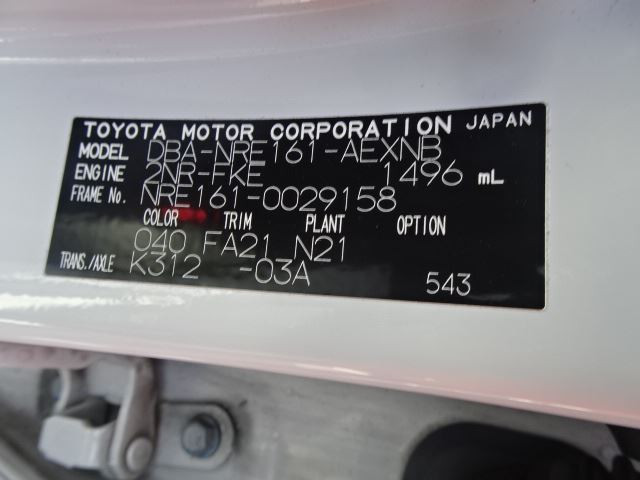 TOYOTA MOTOR CORPORATION JAPAN
MODEL DBA-NRE161-AEXNB
ENGINE 2NR-FKE 1496 mL
FRAME No. NRE161-0029158
COLOR TRIM PLANT OPTION
040 FA21 N21
TRANS./AXLE K312 -03A
543